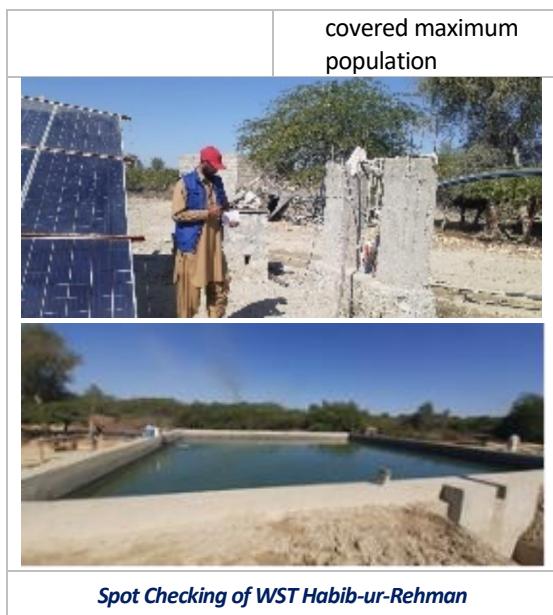 covered maximum
population
Spot Checking of WST Habib-ur-Rehman